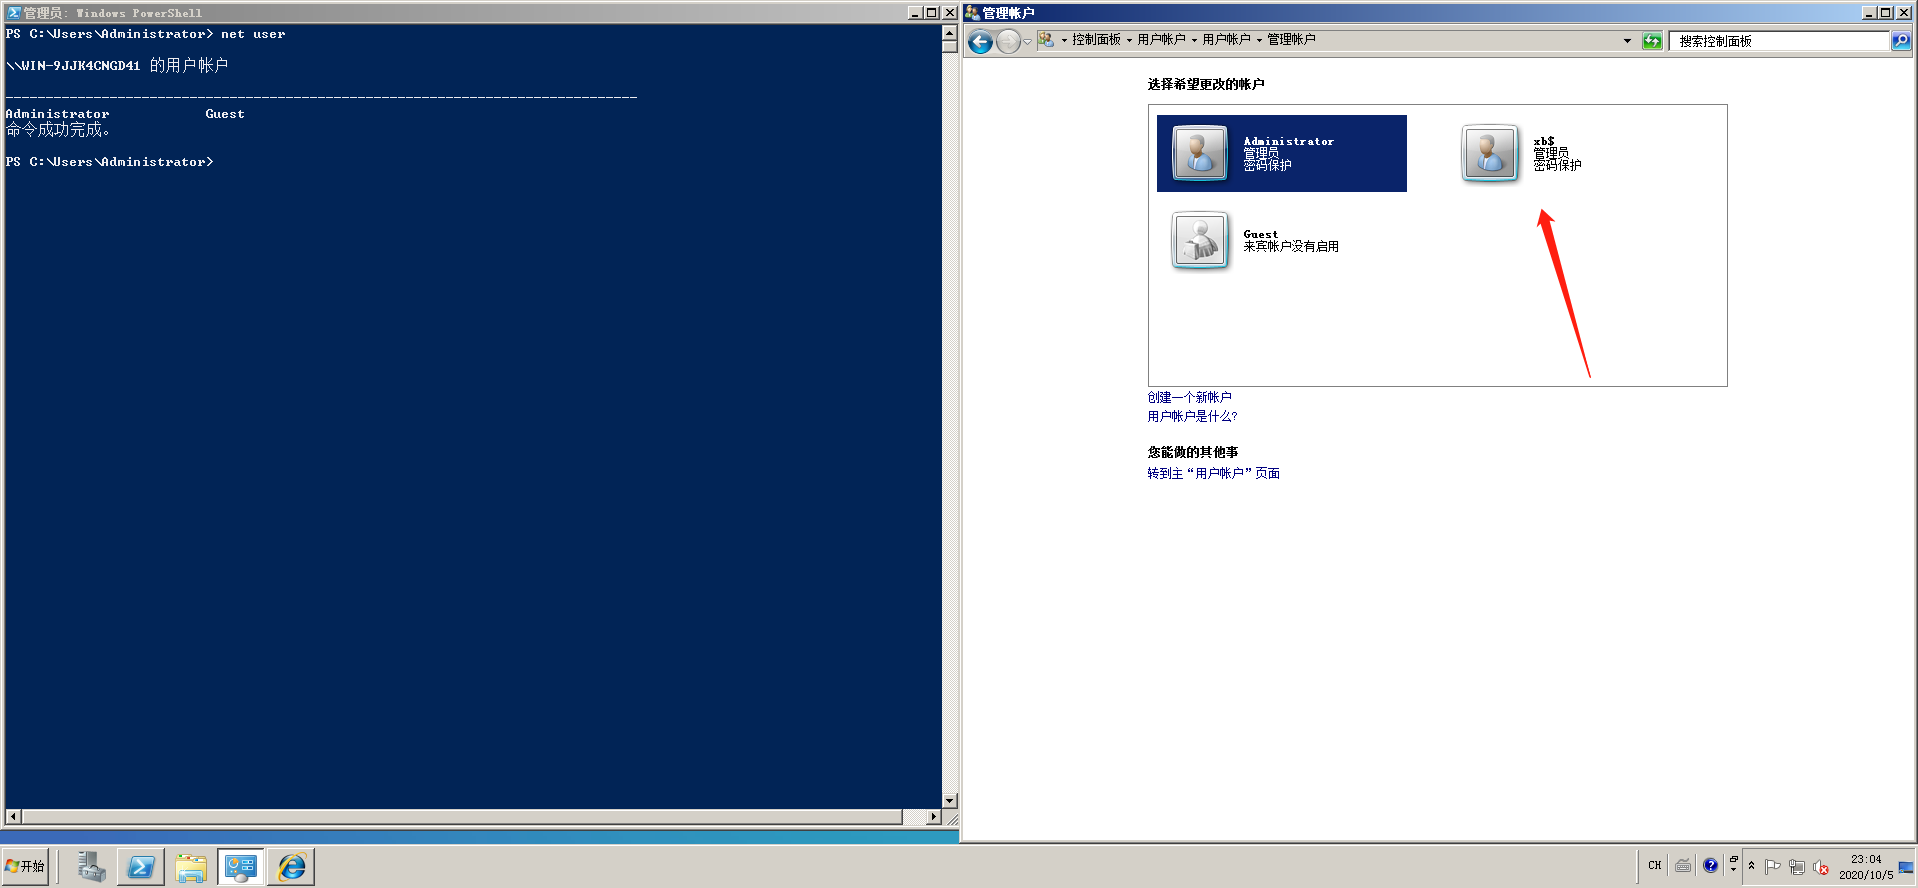 管理员: Windows PowerShell
PS C:\Users\Administrator> net user
\\WIN-9JJK4CNGD41 的用户帐户
-------------------------------------------------------------------------------
Administrator            Guest
命令成功完成。
PS C:\Users\Administrator>
管理帐户
控制面板 用户帐户 用户帐户 管理帐户
搜索控制面板
选择希望更改的帐户
Administrator
管理员
密码保护
xb$
管理员
密码保护
Guest
来宾帐户没有启用
创建一个新帐户
用户帐户是什么?
您能做的其他事
转到主“用户帐户”页面
开始
CH
23:04
2020/10/5